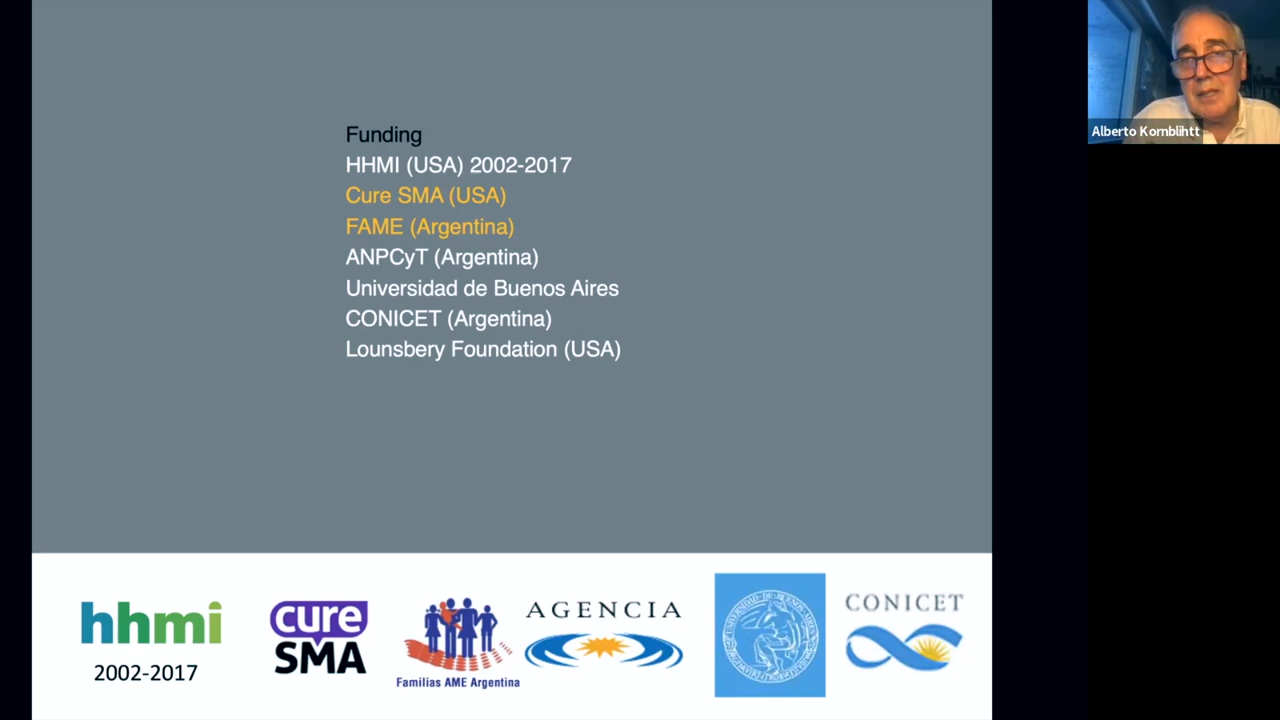 Funding
HHMI (USA) 2002-2017
Cure SMA (USA)
FAME (Argentina)
ANPCyT (Argentina)
Universidad de Buenos Aires
CONICET (Argentina)
Lounsbery Foundation (USA)
Alberto Kornblihtt
hhmi
2002-2017
cure
SMA
Familias AME Argentina
AGENCIA
CONICET